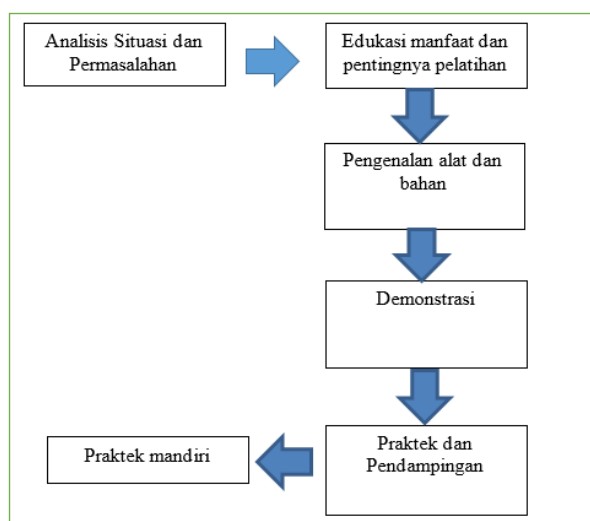 Analisis Situasi dan
Permasalahan
Edukasi manfaat dan
pentingnya pelatihan
Pengenalan alat dan
bahan
Demonstrasi
Praktek dan
Pendampingan
Praktek mandiri